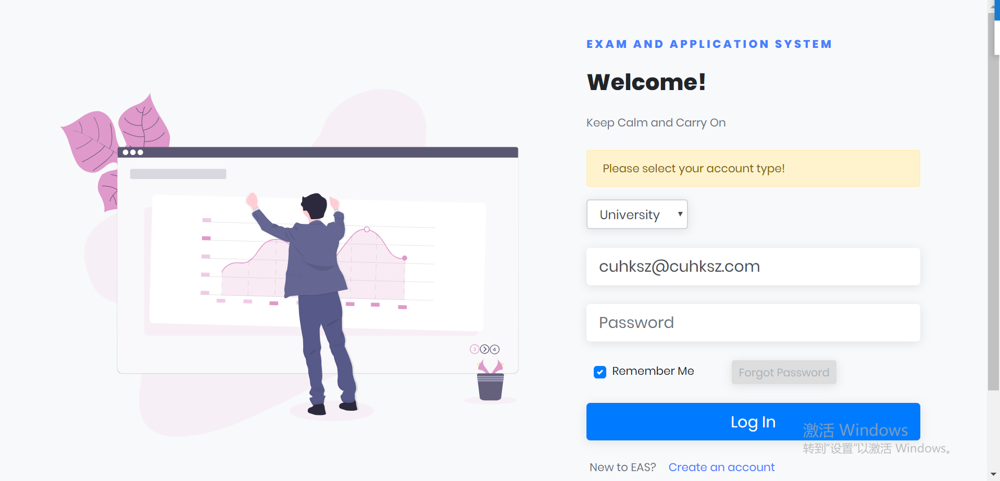 EXAM AND APPLICATION SYSTEM
Welcome!
Keep Calm and Carry On
Please select your account type!
University
cuhksz@cuhksz.com
Password
Remember Me
Forgot Password
Log In
激活 Windows
转到“设置”以激活 Windows。
New to EAS? Create an account
3
4